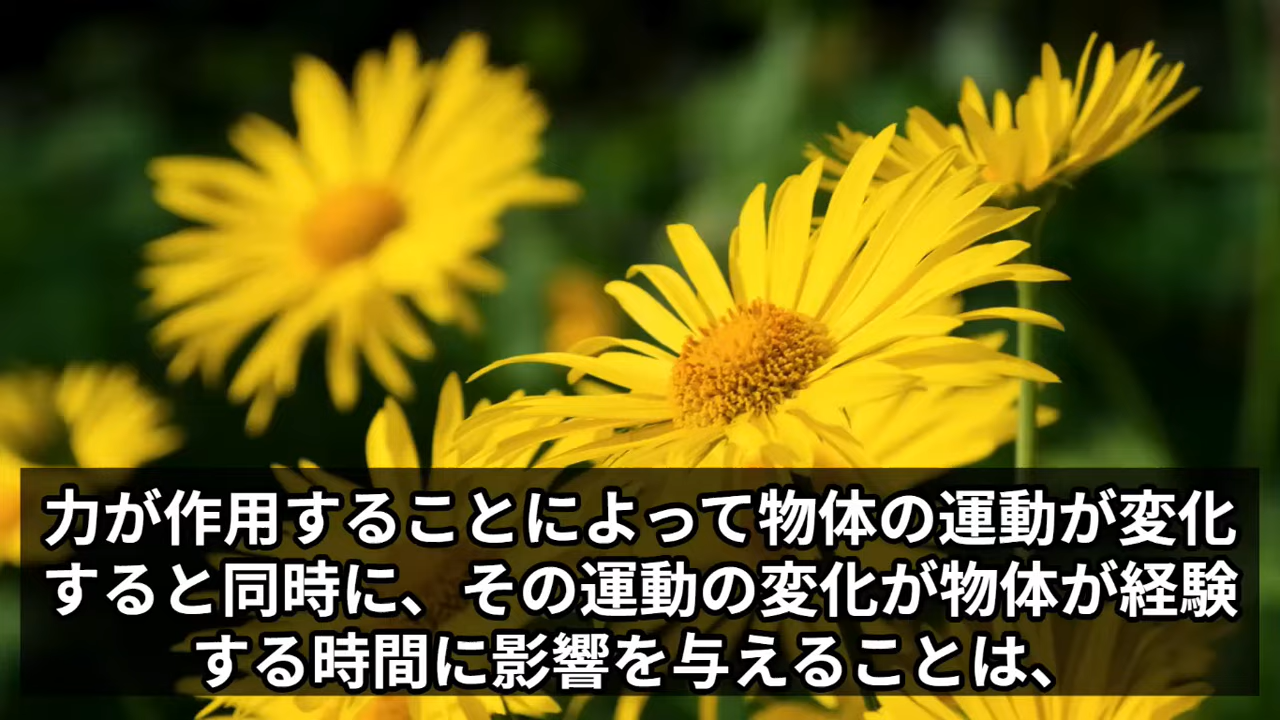 力が作用することによって物体の運動が変化
すると同時に、その運動の変化が物体が経験
する時間に影響を与えることは、